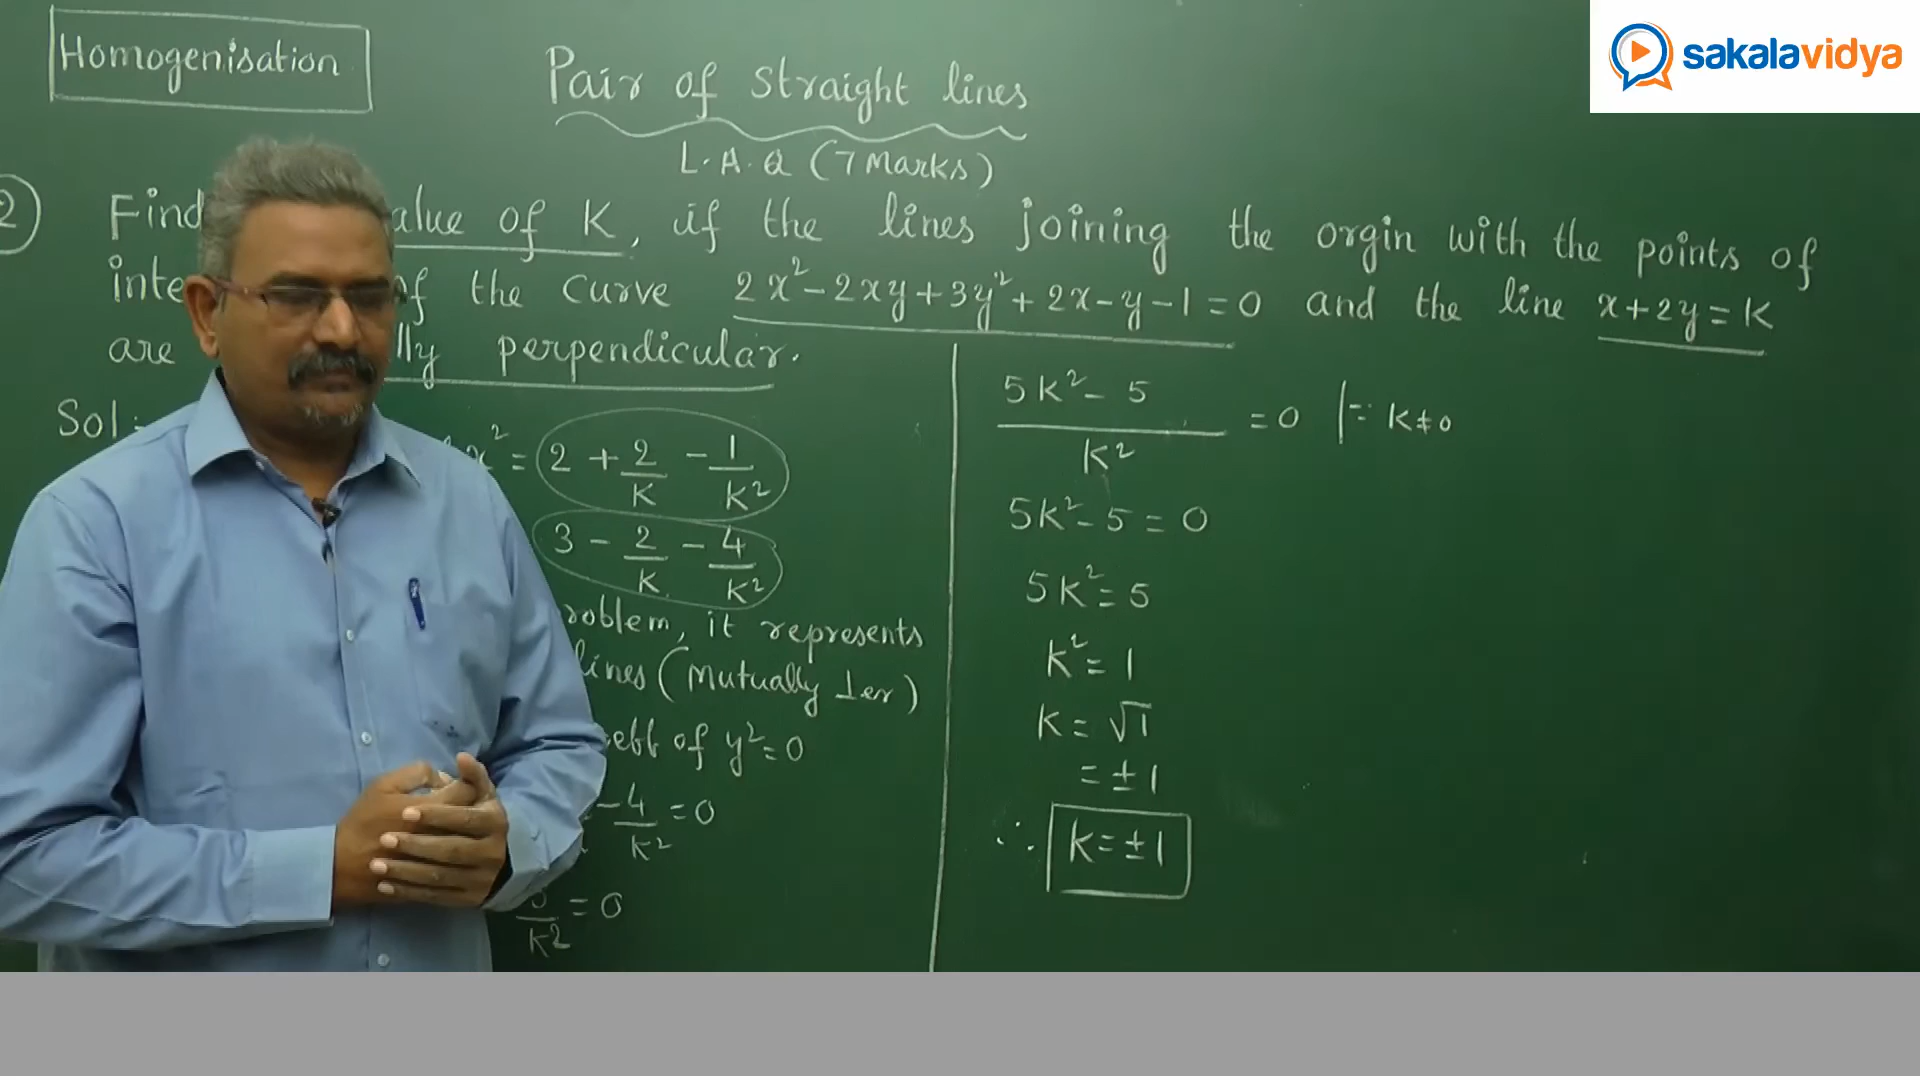 Homogenisation
Pair of straight lines
L.A.Q (7 Marks)
2
Find alue of K, if the lines joining the orgin with the points of
inte of the curve 2x²-2xy+3y²+2x-y-1=0 and the line x+2y=K
are lly perpendicular.
Sol:-
x² = 2 + 2/K - 1/K²
3 - 2/K - 4/K²
roblem, it represents
lines (Mutually ⊥er)
of y²=0
- 4/K² = 0
/K² = 0
5K²- 5 / K² = 0 | ∵ K≠0
5K²- 5 = 0
5K² = 5
K² = 1
K = √1
= ±1
∴ K = ±1
sakalavidya